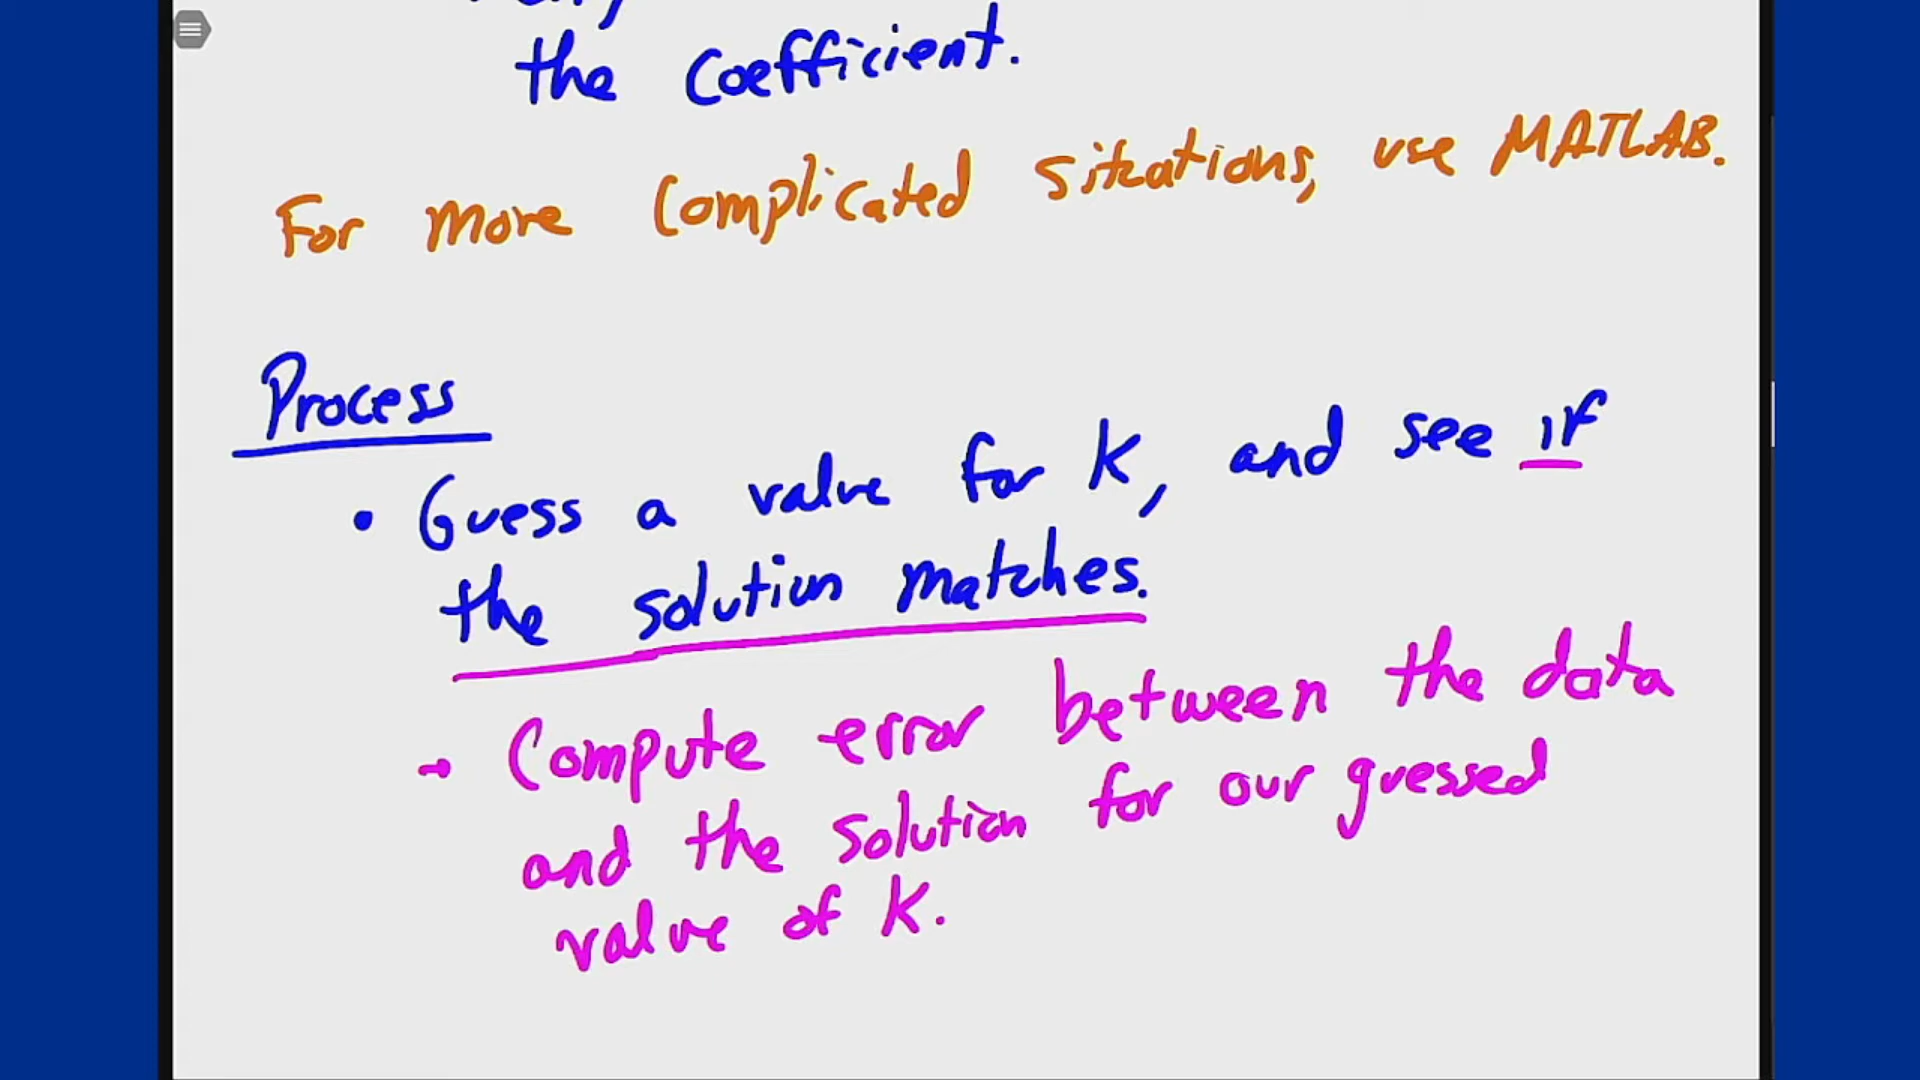 the coefficient.
For more complicated situations, use MATLAB.
Process
• Guess a value for K, and see if
the solution matches.
→ Compute error between the data
and the solution for our guessed
value of K.